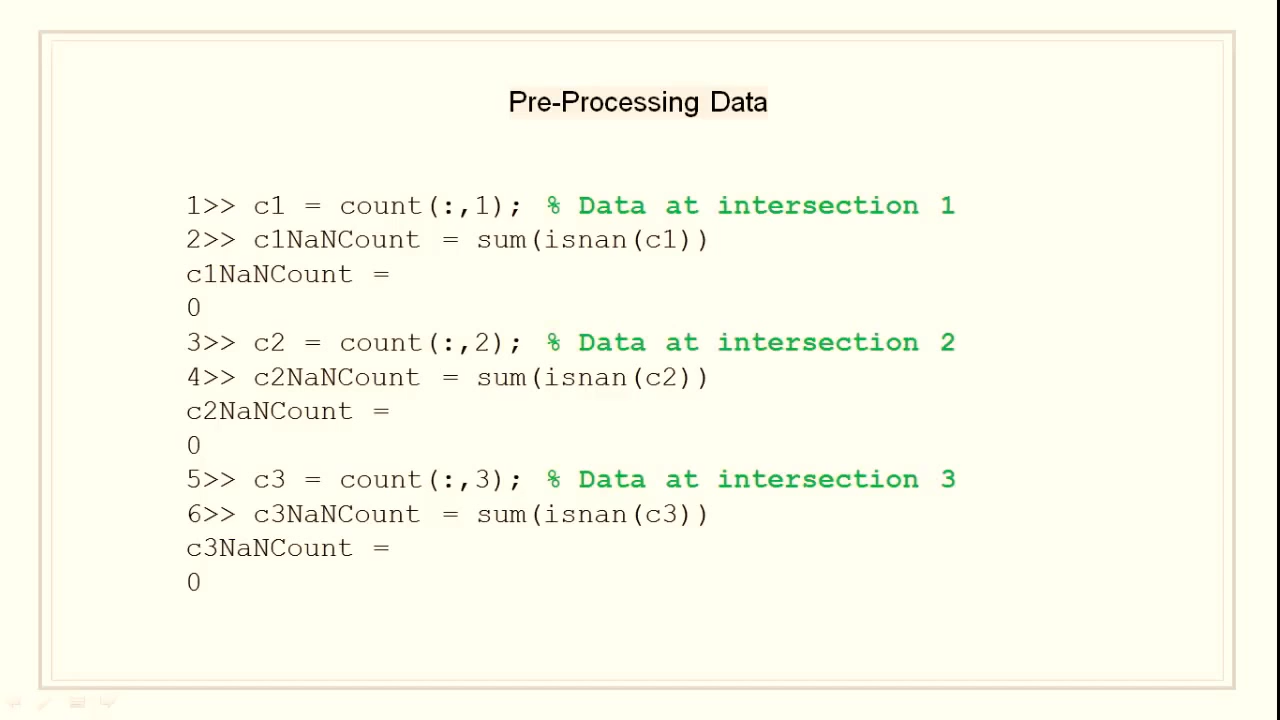 Pre-Processing Data
1>> c1 = count(:,1); % Data at intersection 1
2>> c1NaNCount = sum(isnan(c1))
c1NaNCount =
0
3>> c2 = count(:,2); % Data at intersection 2
4>> c2NaNCount = sum(isnan(c2))
c2NaNCount =
0
5>> c3 = count(:,3); % Data at intersection 3
6>> c3NaNCount = sum(isnan(c3))
c3NaNCount =
0